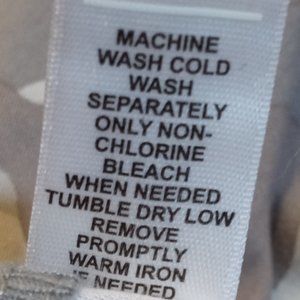 MACHINE
WASH COLD
WASH
SEPARATELY
ONLY NON-
CHLORINE
BLEACH
WHEN NEEDED
TUMBLE DRY LOW
REMOVE
PROMPTLY
WARM IRON
IF NEEDED